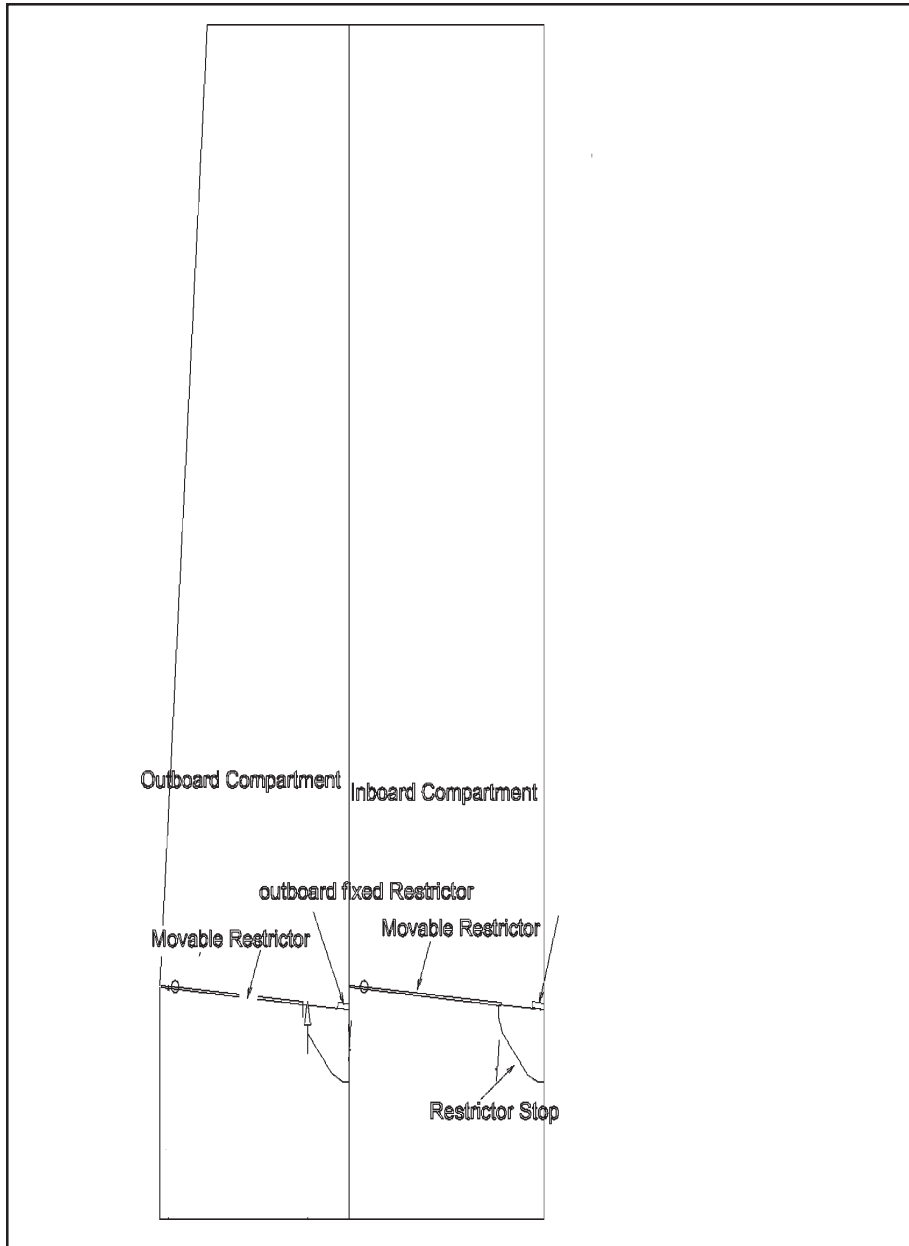 Outboard Compartment
Inboard Compartment
outboard fixed Restrictor
Movable Restrictor
Movable Restrictor
Restrictor Stop